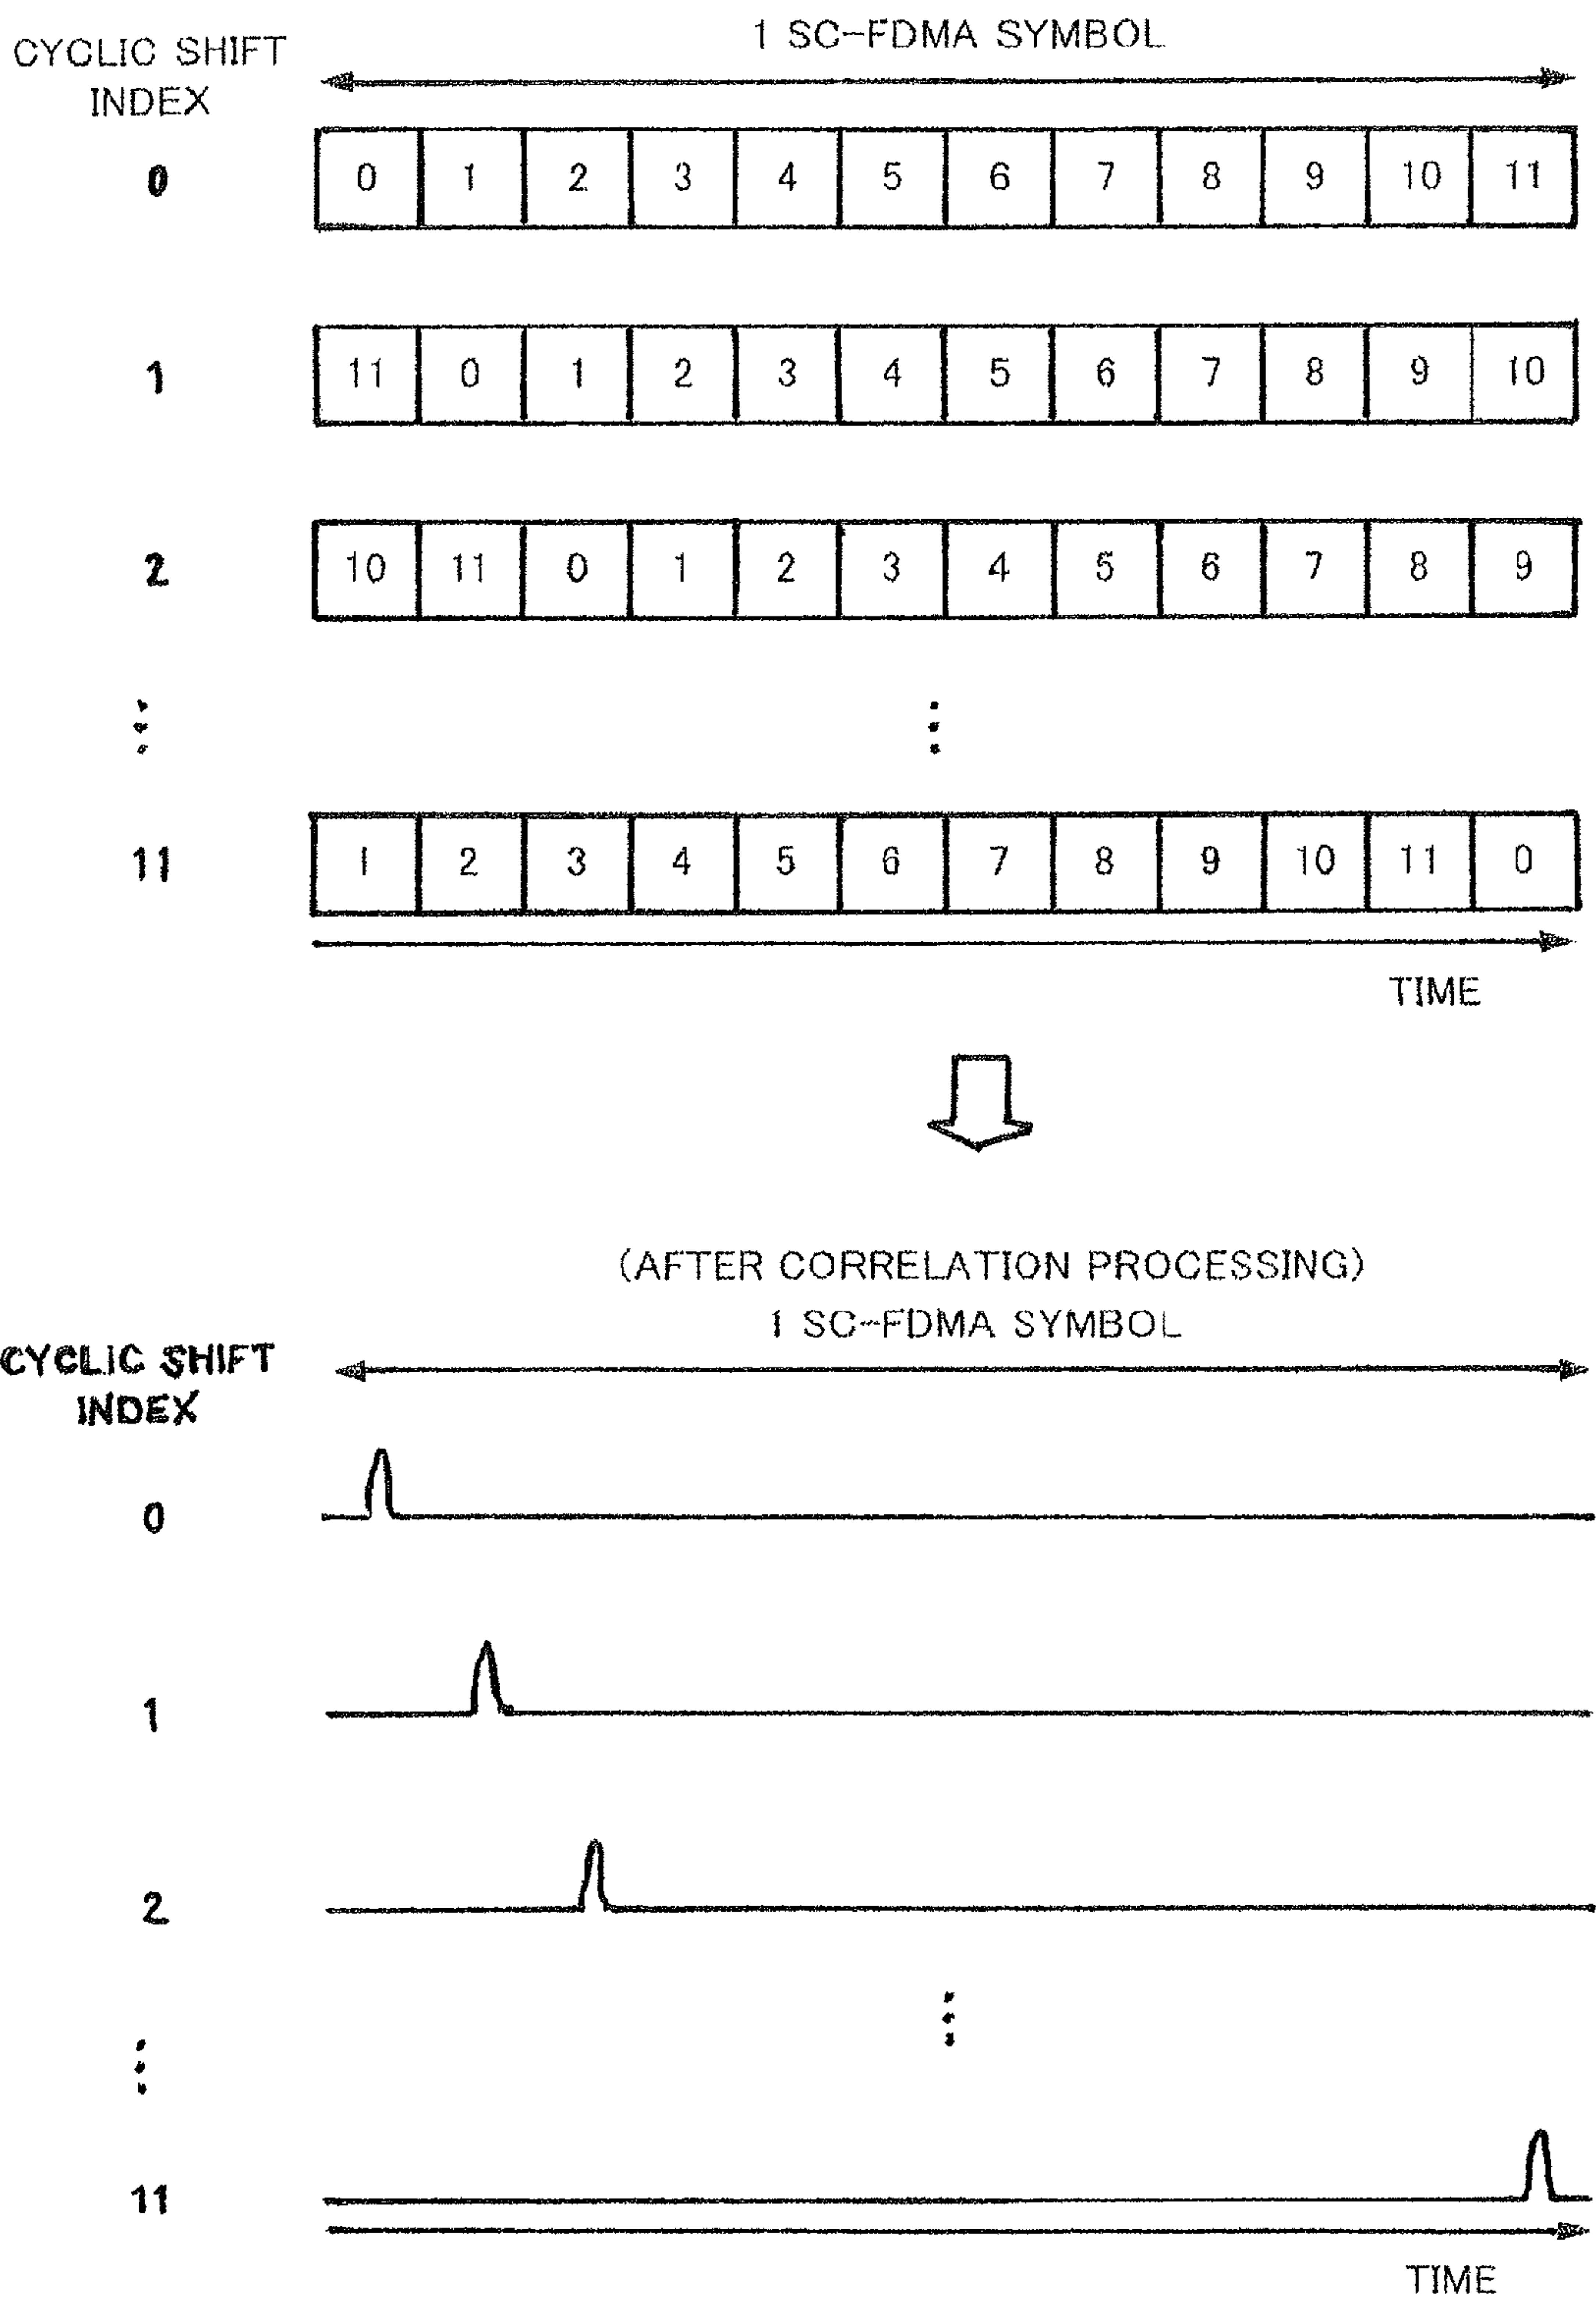 1 SC-FDMA SYMBOL
CYCLIC SHIFT
INDEX
0 0 1 2 3 4 5 6 7 8 9 10 11
1 11 0 1 2 3 4 5 6 7 8 9 10
2 10 11 0 1 2 3 4 5 6 7 8 9
11 1 2 3 4 5 6 7 8 9 10 11 0
TIME
(AFTER CORRELATION PROCESSING)
1 SC-FDMA SYMBOL
CYCLIC SHIFT
INDEX
0
1
2
11
TIME